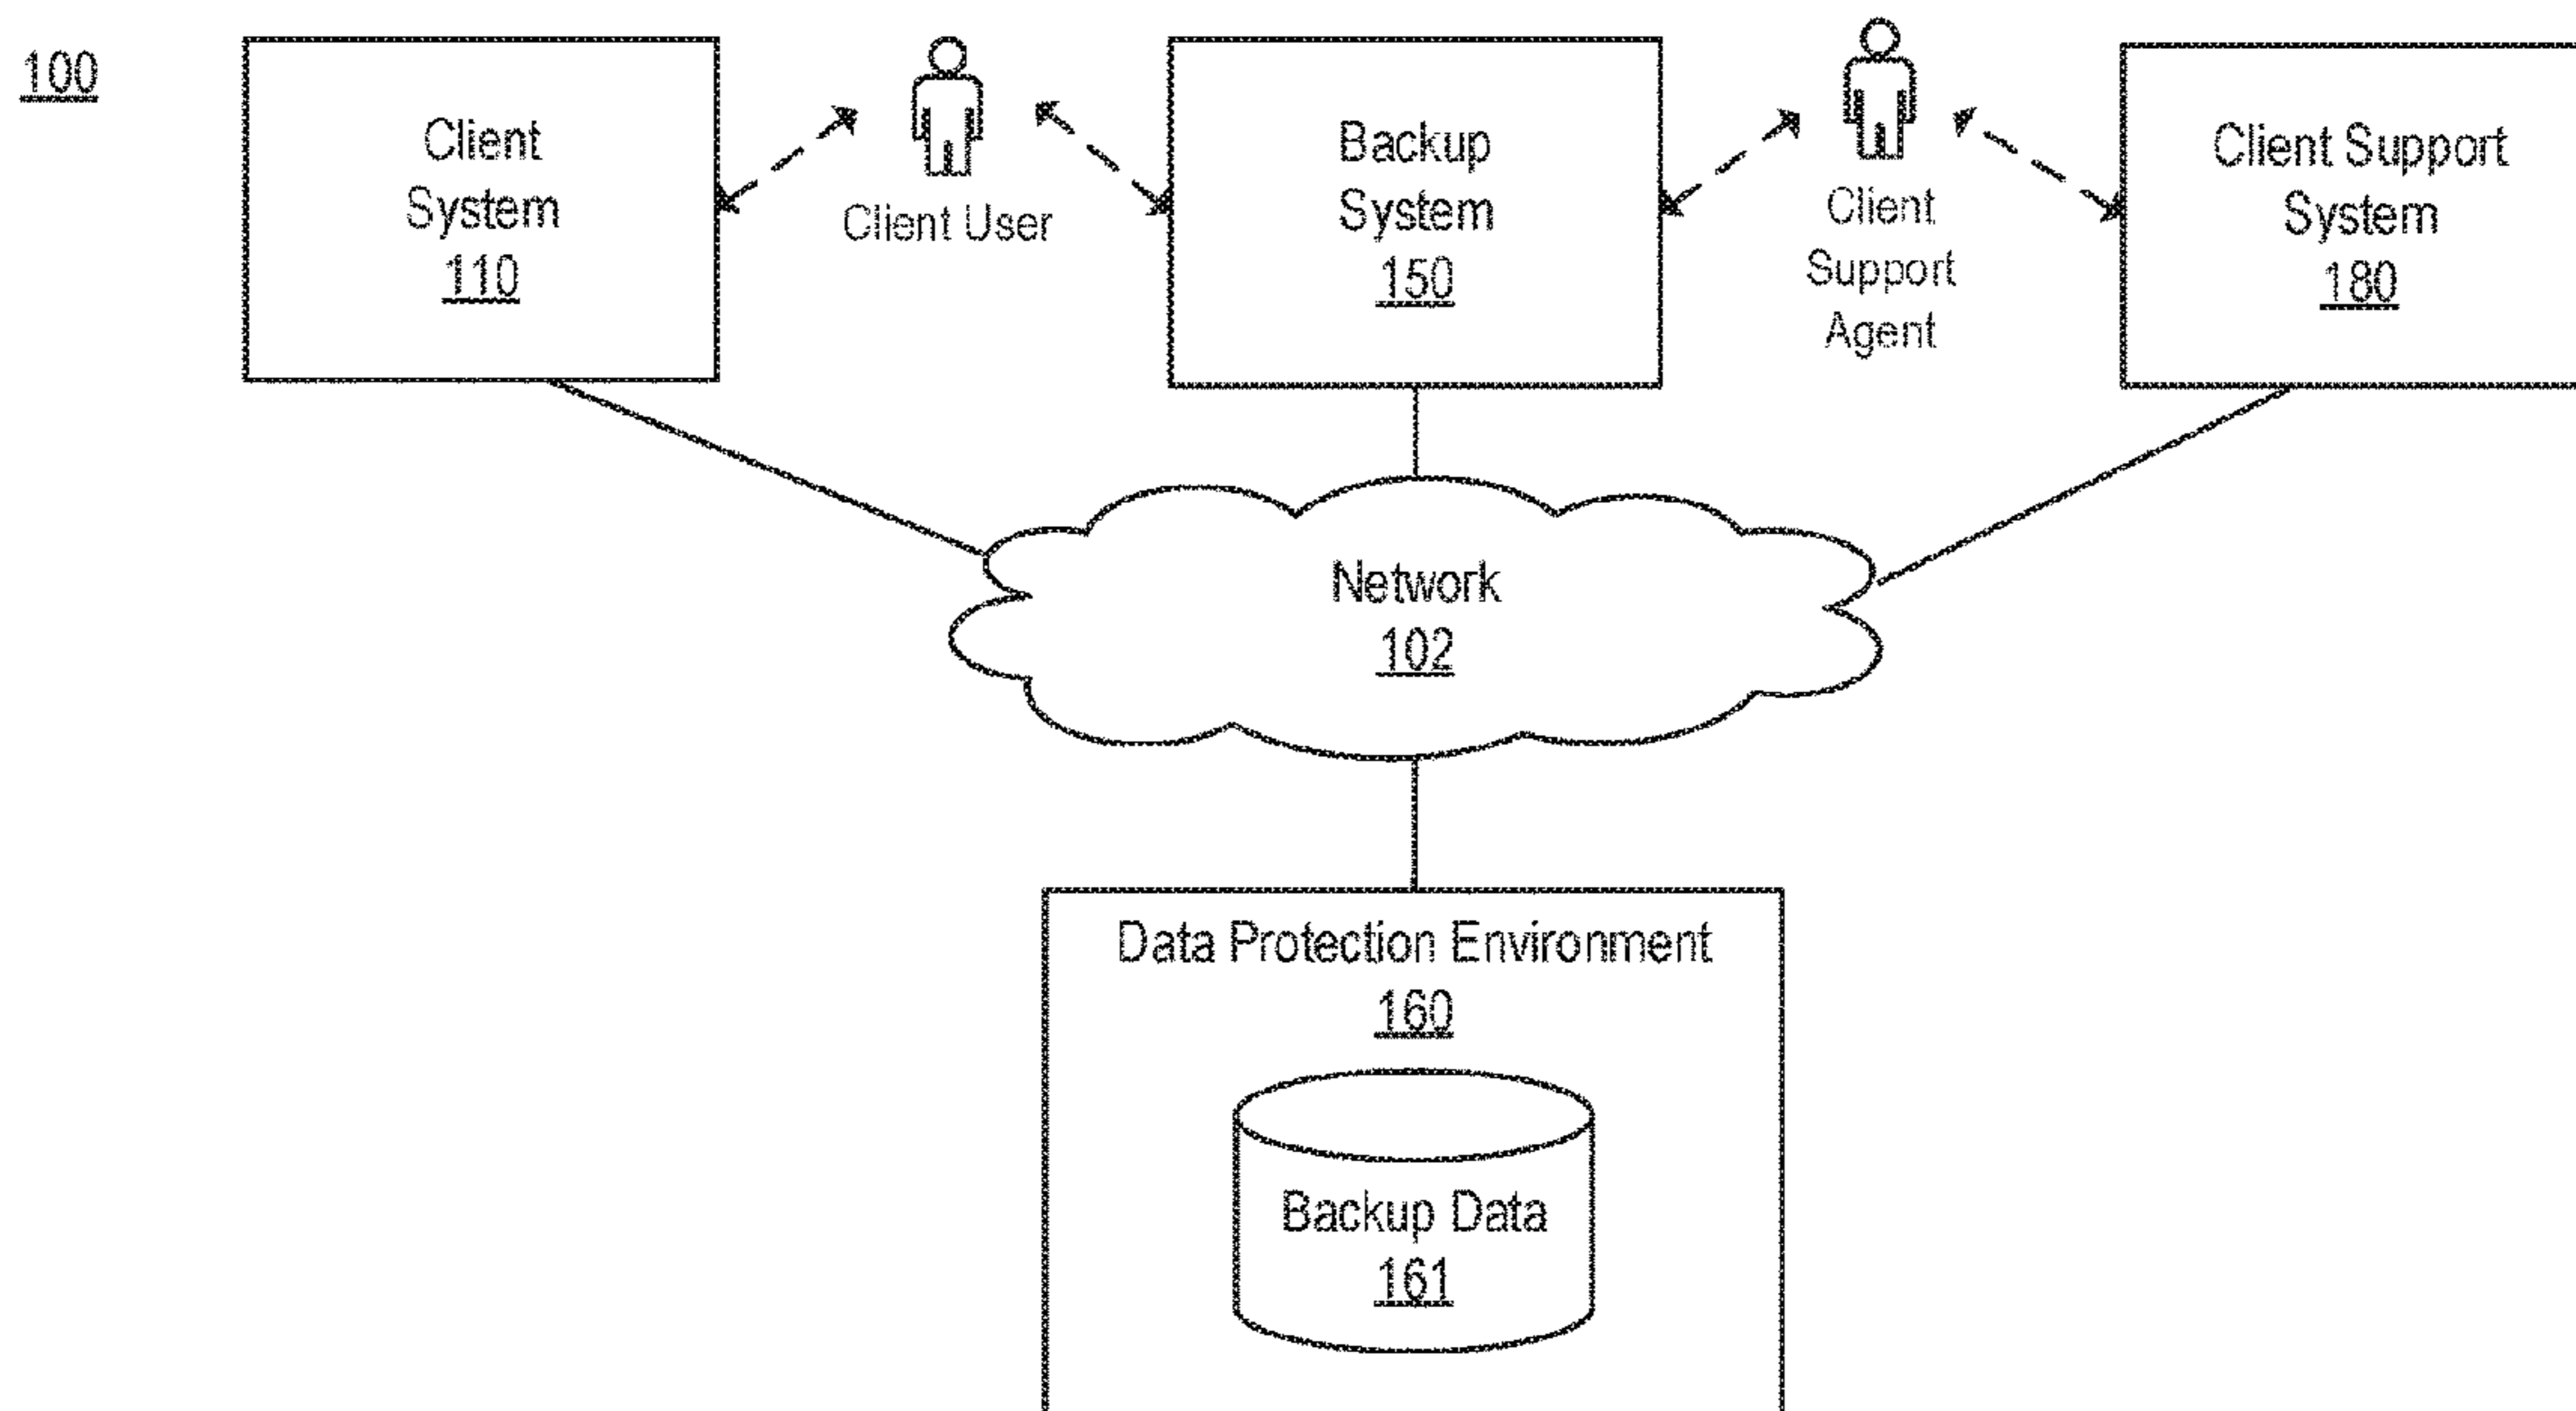 100
Client
System
110
Client User
Backup
System
150
Client
Support
Agent
Client Support
System
180
Network
102
Data Protection Environment
160
Backup Data
161